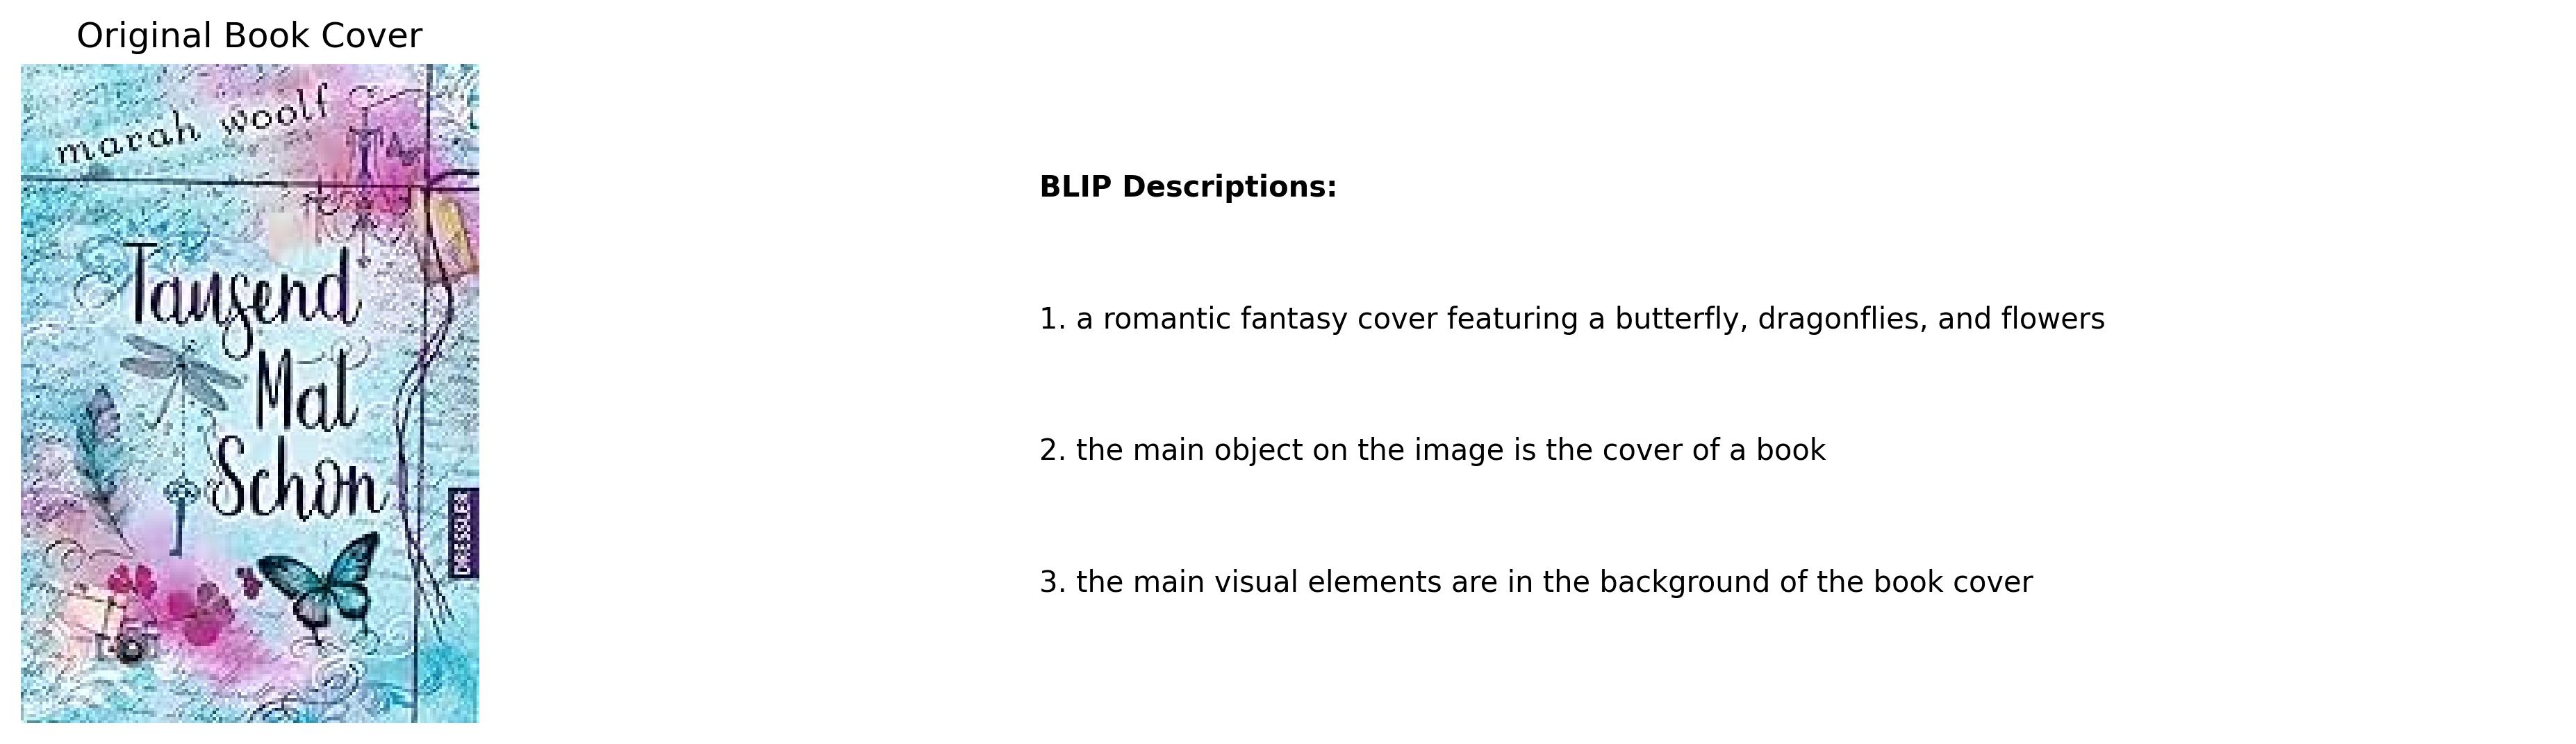 Original Book Cover
marah woolf
Tausend
Mal
Schon
DRESSLER
BLIP Descriptions:
1. a romantic fantasy cover featuring a butterfly, dragonflies, and flowers
2. the main object on the image is the cover of a book
3. the main visual elements are in the background of the book cover